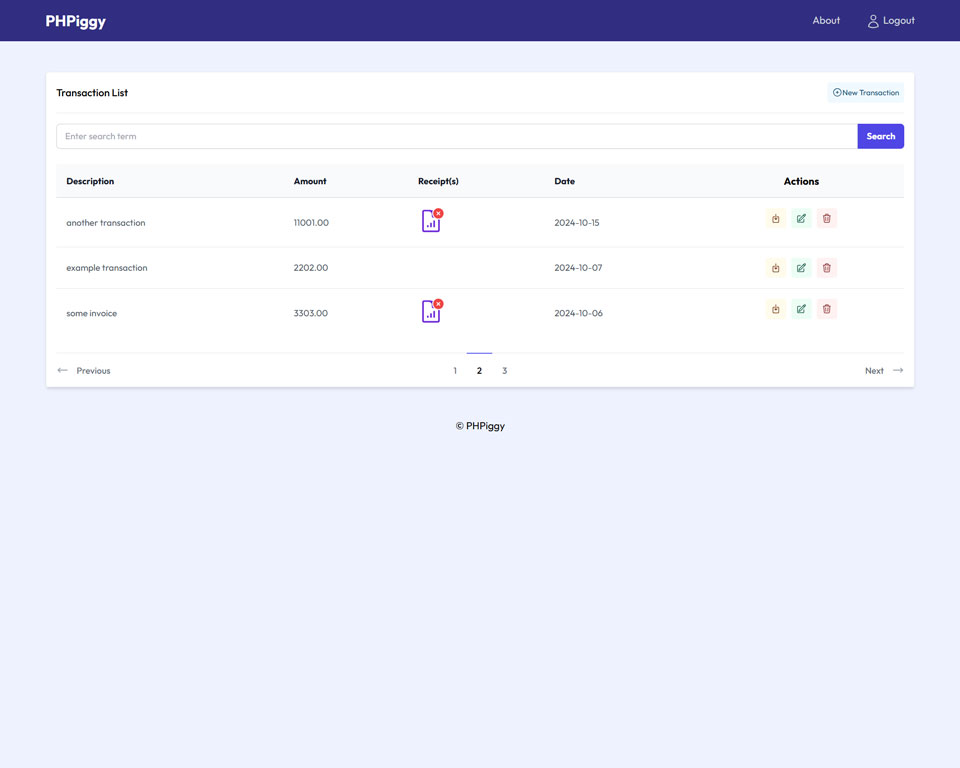 PHPiggy About Logout
Transaction List New Transaction
Enter search term Search
Description Amount Receipt(s) Date Actions
another transaction 11001.00 2024-10-15
example transaction 2202.00 2024-10-07
some invoice 3303.00 2024-10-06
Previous 1 2 3 Next
© PHPiggy